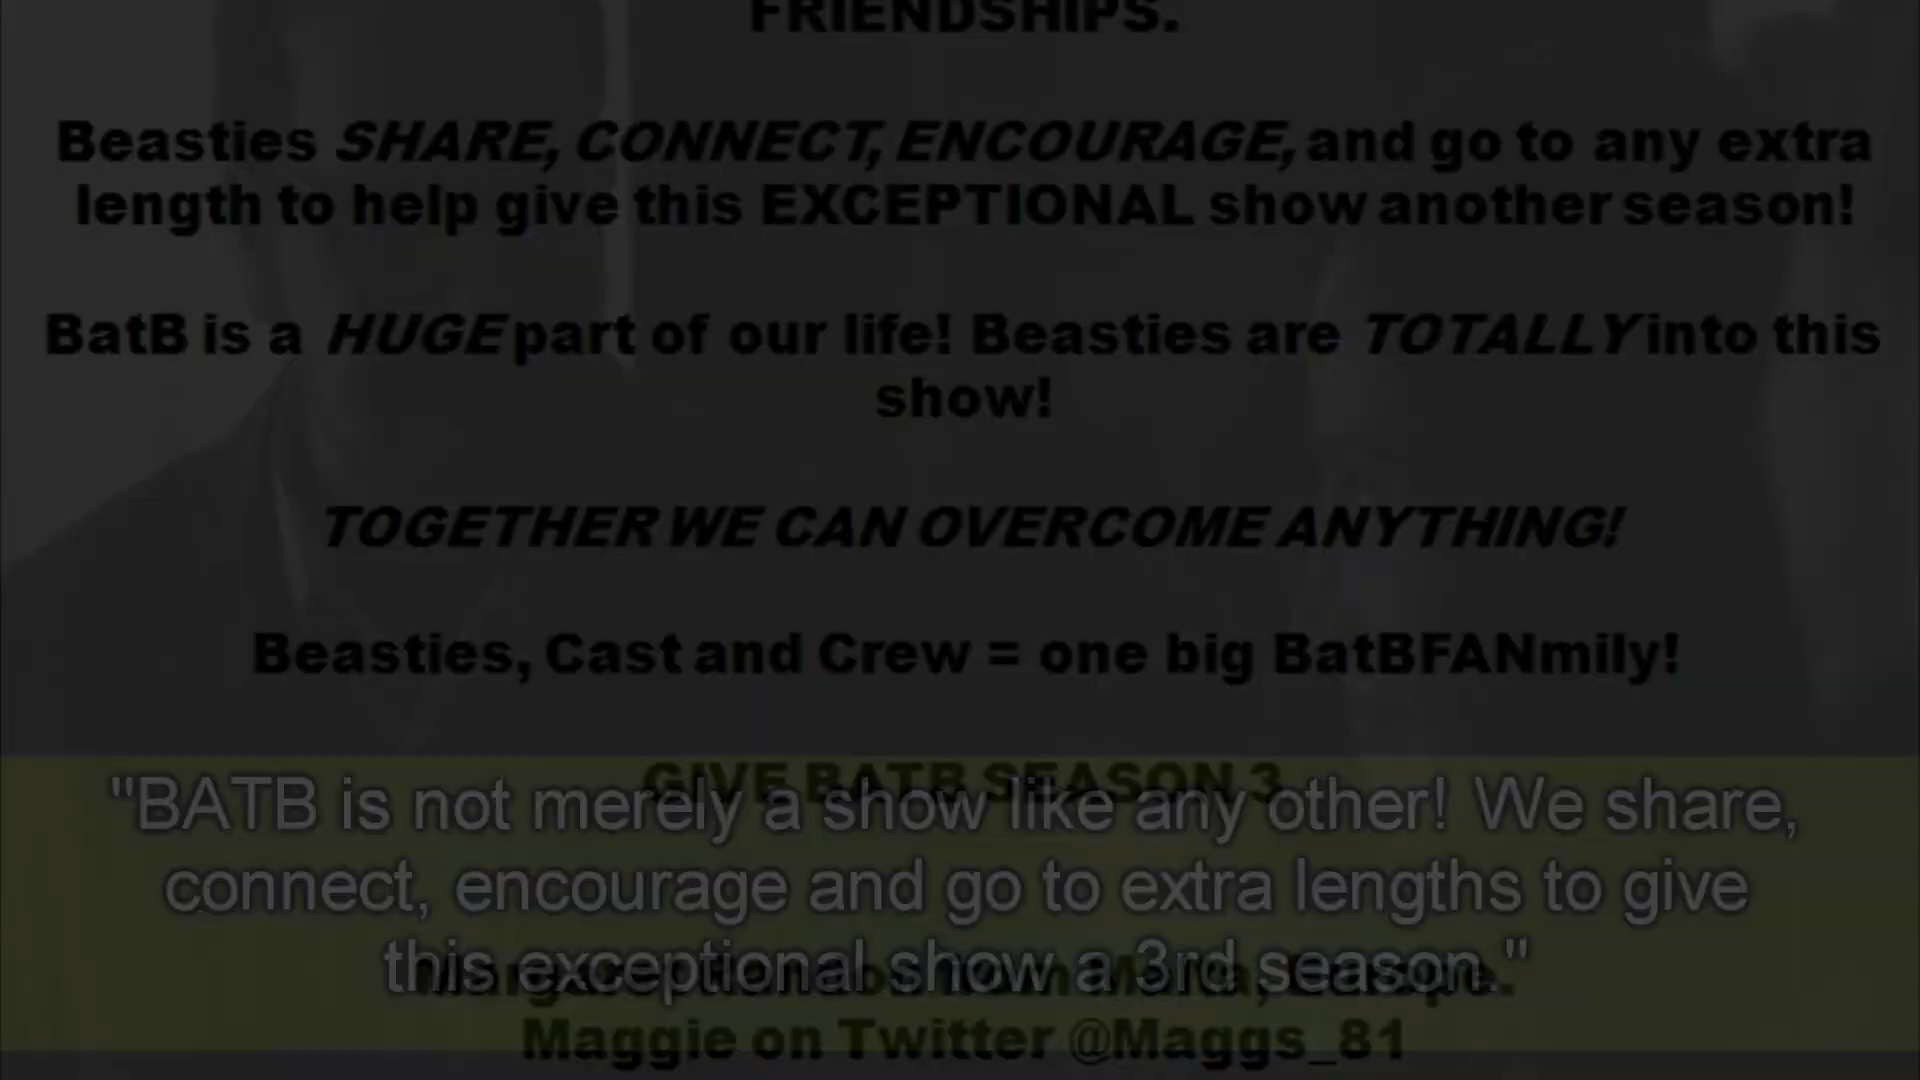 FRIENDSHIPS.
Beasties SHARE, CONNECT, ENCOURAGE, and go to any extra
length to help give this EXCEPTIONAL show another season!
BatB is a HUGE part of our life! Beasties are TOTALLY into this
show!
TOGETHER WE CAN OVERCOME ANYTHING!
Beasties, Cast and Crew = one big BatBFANmily!
GIVE BATB SEASON 3
"BATB is not merely a show like any other! We share,
connect, encourage and go to extra lengths to give
this exceptional show a 3rd season."
from Malta, Europe.
Maggie on Twitter @Maggs_81